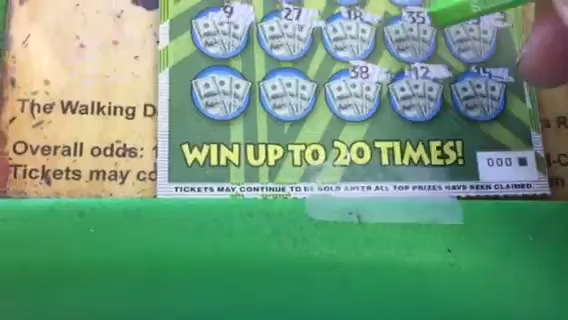 9 27 18 35
38 12
The Walking D
Overall odds: 1
Tickets may co
WIN UP TO 20 TIMES!
000
TICKETS MAY CONTINUE TO BE SOLD AFTER ALL TOP PRIZES HAVE BEEN CLAIMED.